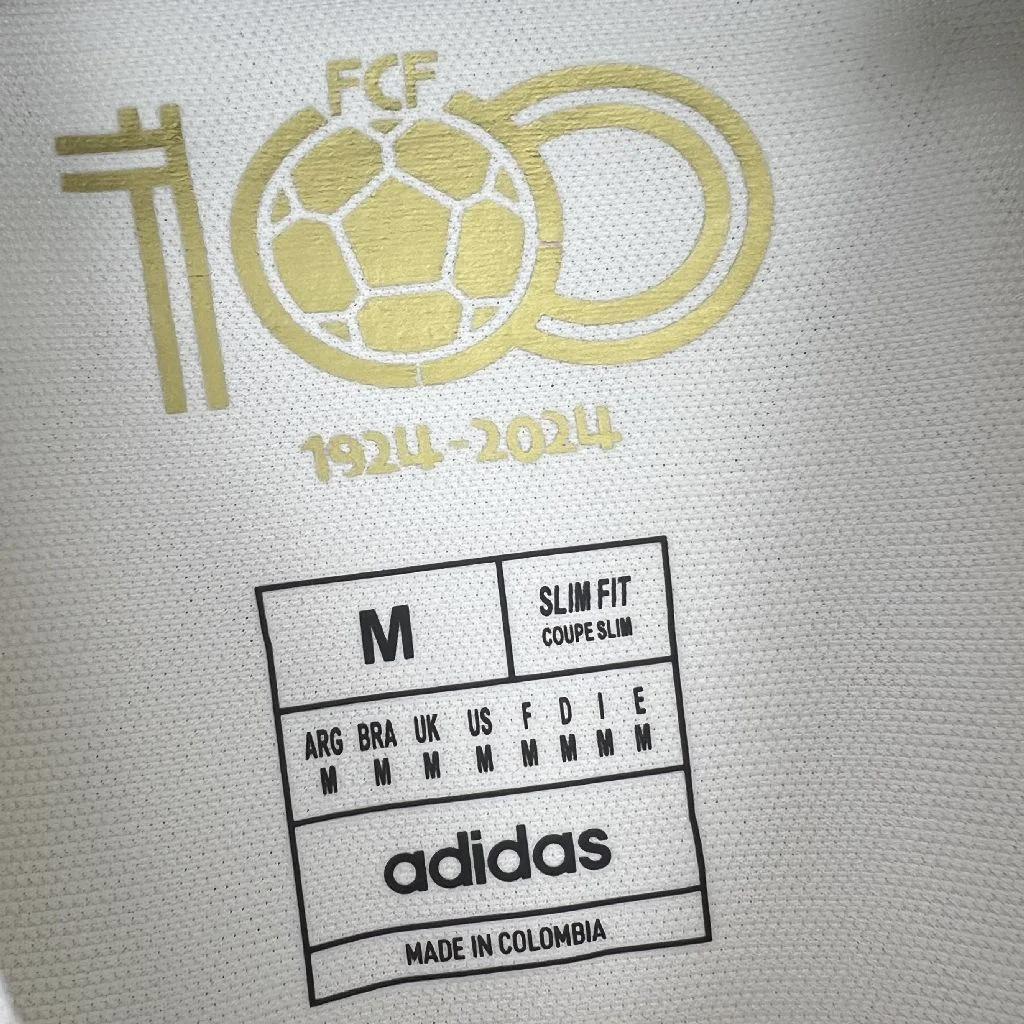 FCF
100
1924-2024
M
SLIM FIT
COUPE SLIM
ARG BRA UK US F D I E
M M M M M M M M
adidas
MADE IN COLOMBIA